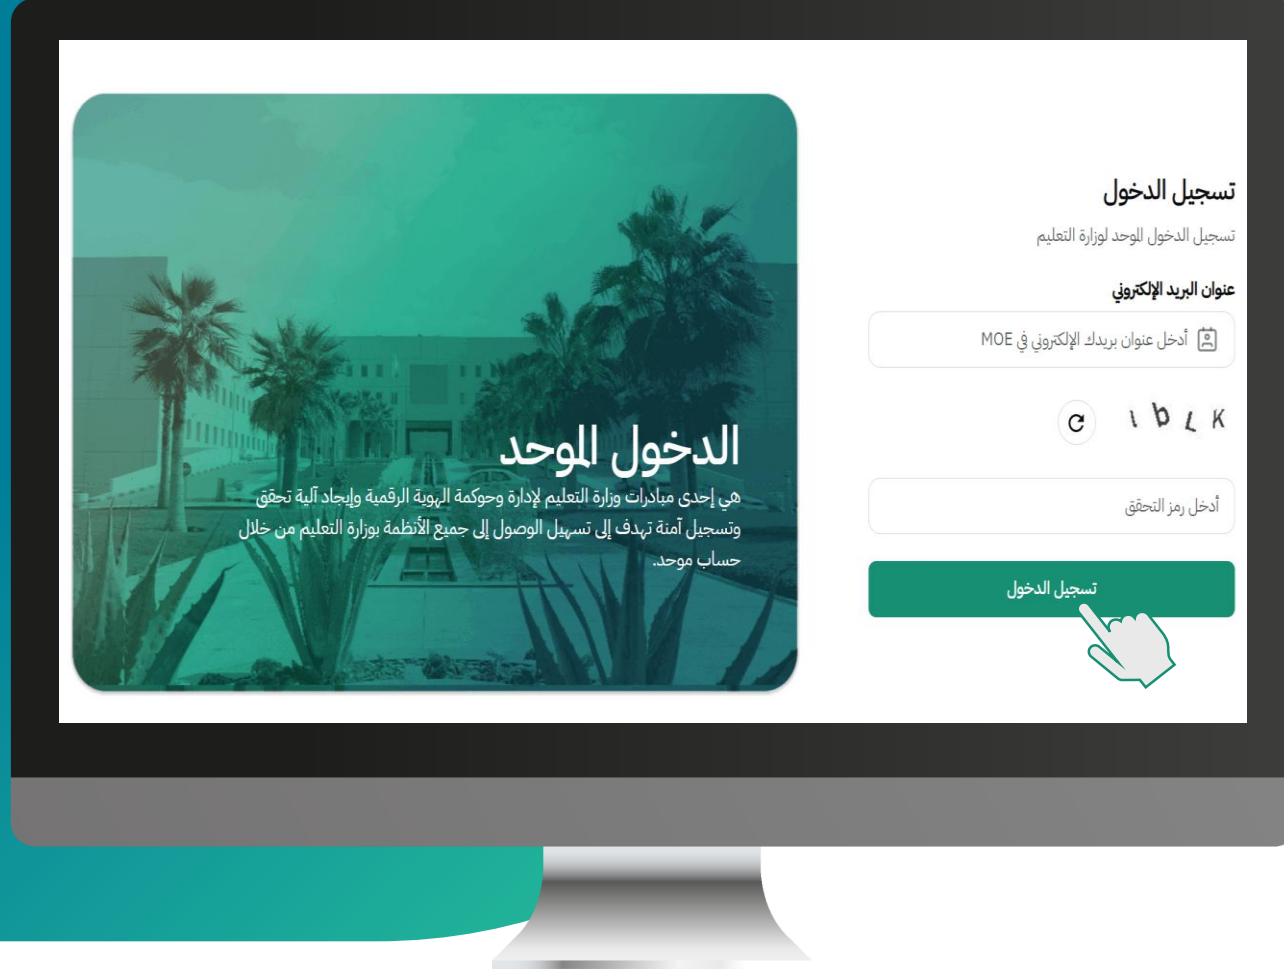 تسجيل الدخول
تسجيل الدخول الموحد لوزارة التعليم
عنوان البريد الإلكتروني
أدخل عنوان بريدك الإلكتروني في MOE
أدخل رمز التحقق
تسجيل الدخول
الدخول الموحد
هي إحدى مبادرات وزارة التعليم لإدارة وحوكمة الهوية الرقمية وإيجاد آلية تحقق
وتسجيل آمنة تهدف إلى تسهيل الوصول إلى جميع الأنظمة بوزارة التعليم من خلال
حساب موحد.